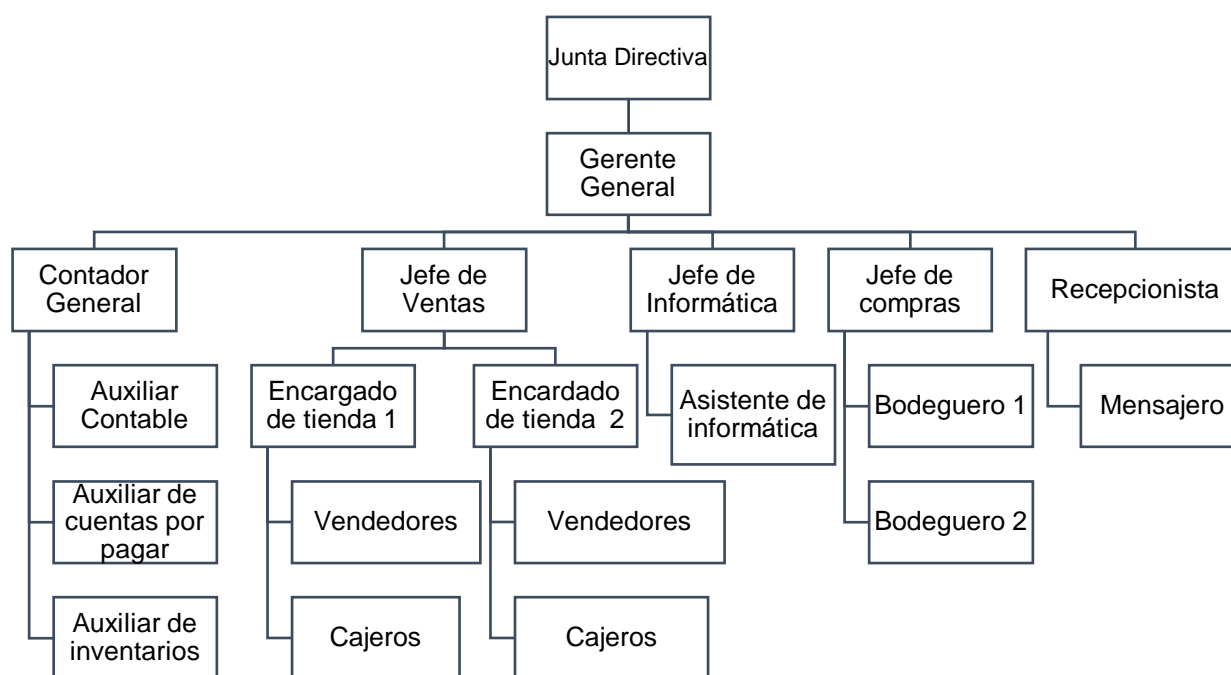 Junta Directiva
Gerente
General
Contador
General
Jefe de
Ventas
Jefe de
Informática
Jefe de
compras
Recepcionista
Auxiliar
Contable
Encargado
de tienda 1
Encardado
de tienda 2
Asistente de
informática
Bodeguero 1
Mensajero
Auxiliar de
cuentas por
pagar
Vendedores
Vendedores
Bodeguero 2
Auxiliar de
inventarios
Cajeros
Cajeros